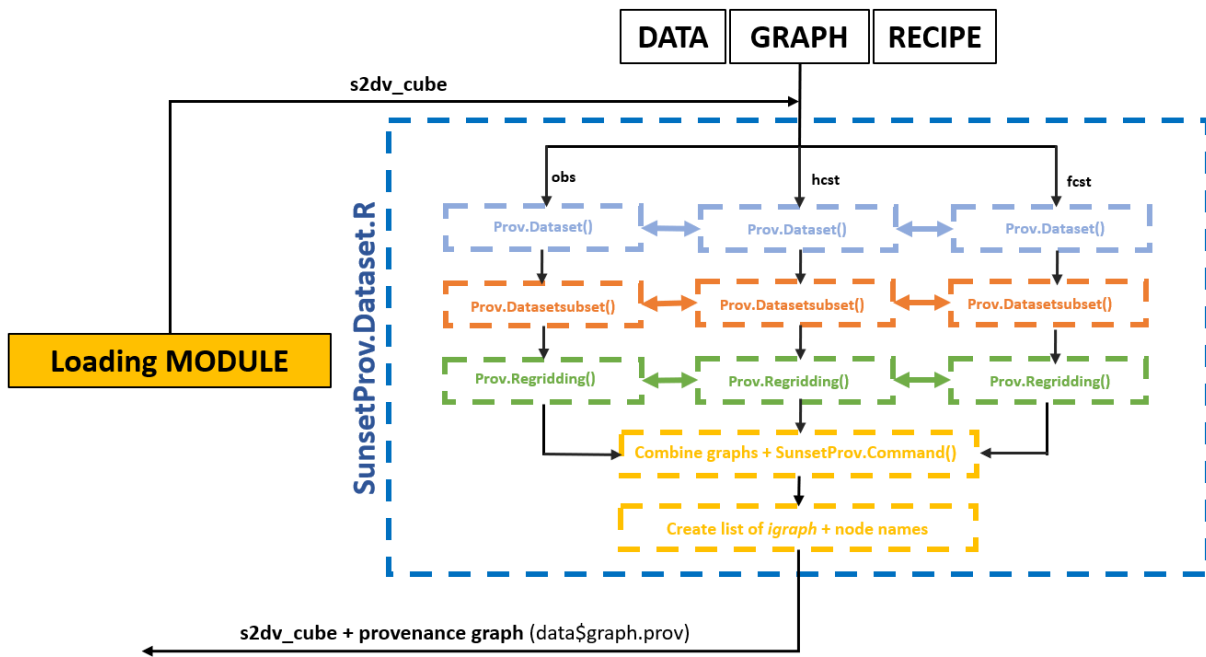 DATA
GRAPH
RECIPE
s2dv_cube
obs
hcst
fcst
SunsetProv.Dataset.R
Prov.Dataset()
Prov.Dataset()
Prov.Dataset()
Prov.Datasetsubset()
Prov.Datasetsubset()
Prov.Datasetsubset()
Loading MODULE
Prov.Regridding()
Prov.Regridding()
Prov.Regridding()
Combine graphs + SunsetProv.Command()
Create list of igraph + node names
s2dv_cube + provenance graph (data$graph.prov)